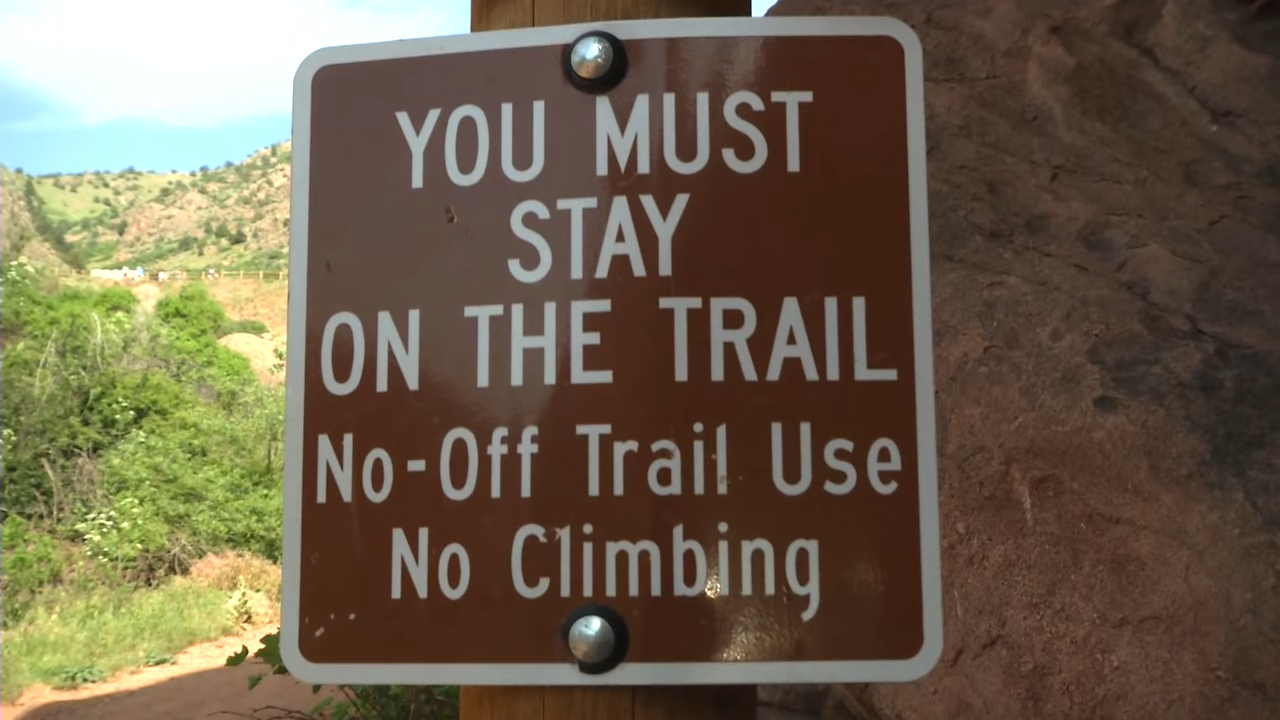 YOU MUST
STAY
ON THE TRAIL
No-Off Trail Use
No Climbing